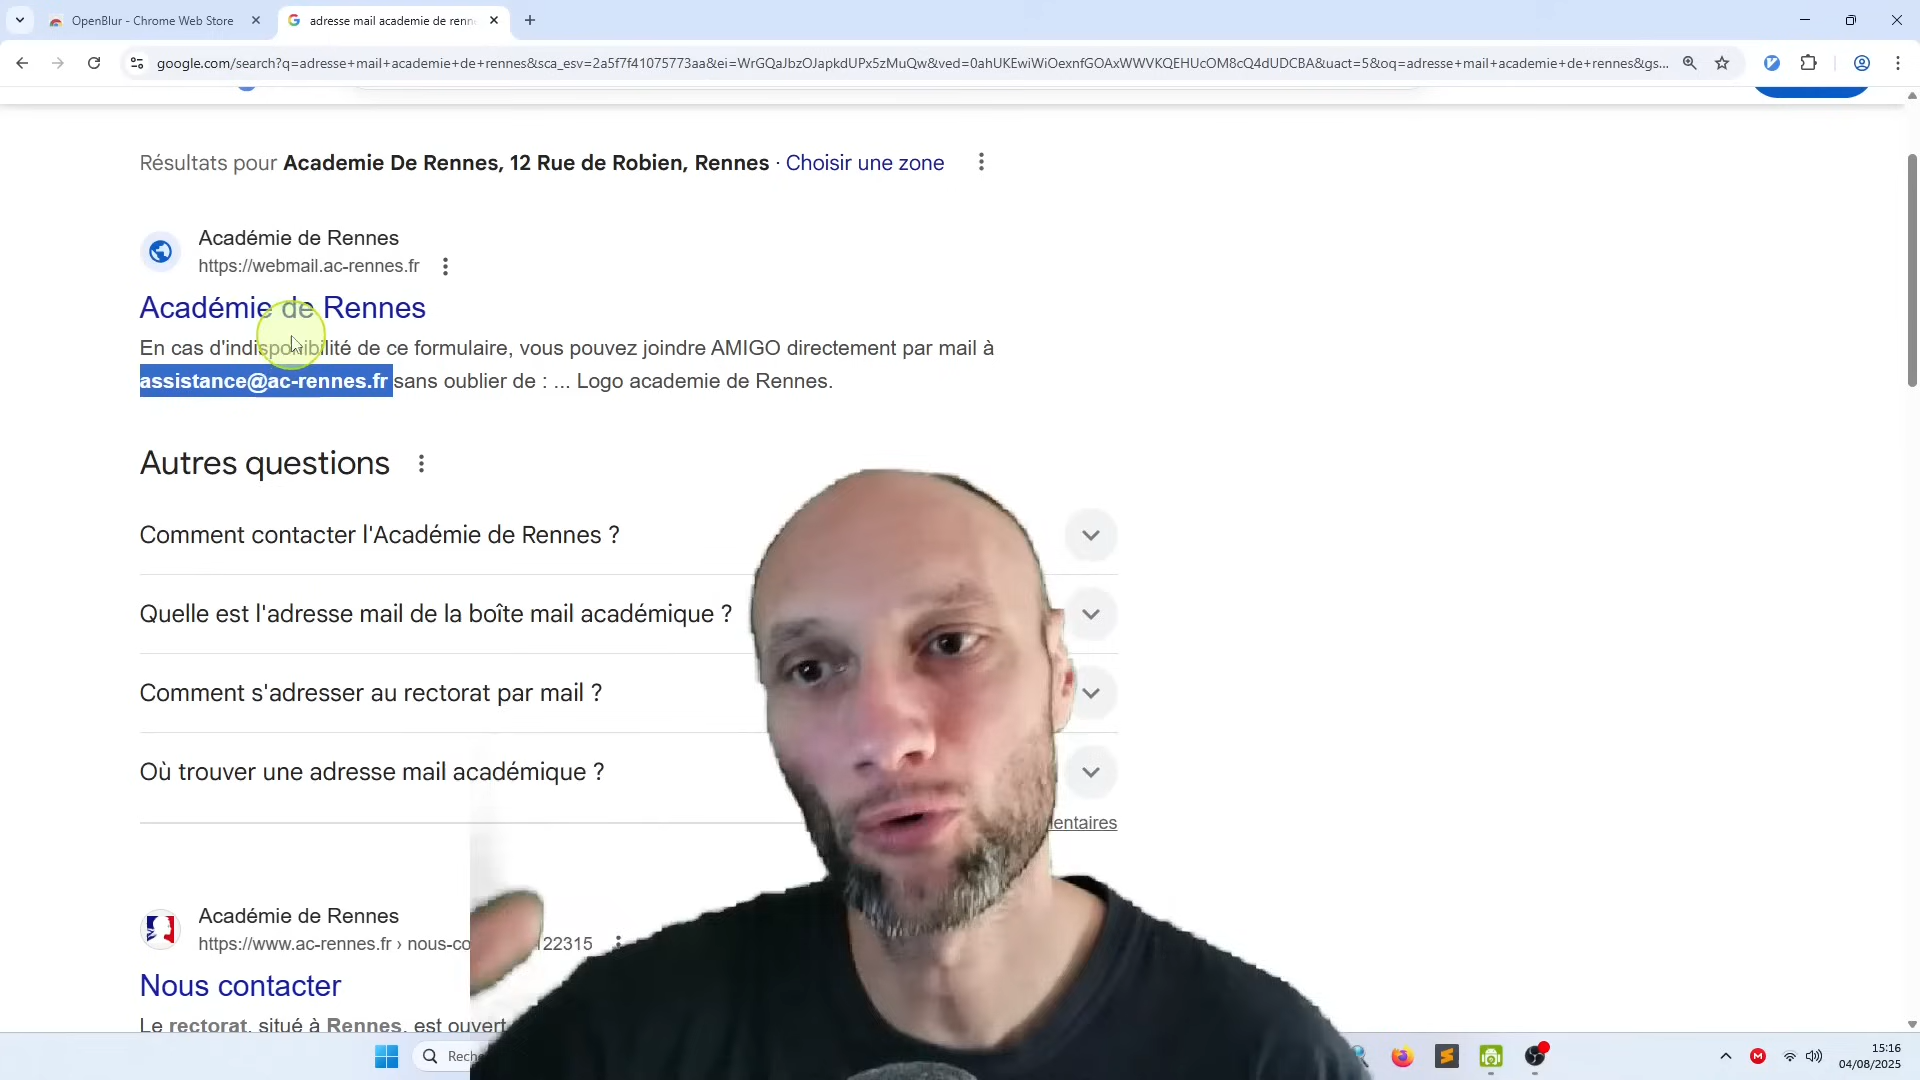 OpenBlur - Chrome Web Store
adresse mail academie de renn
google.com/search?q=adresse+mail+academie+de+rennes&sca_esv=2a5f7f41075773aa&ei=WrGQaJbzOJapkdUPx5zMuQw&ved=0ahUKEwiWiOexnfGOAxWWVKQEHUcOM8cQ4dUDCBA&uact=5&oq=adresse+mail+academie+de+rennes&gs...
Résultats pour Academie De Rennes, 12 Rue de Robien, Rennes · Choisir une zone
Académie de Rennes
https://webmail.ac-rennes.fr
Académie de Rennes
En cas d'indisponibilité de ce formulaire, vous pouvez joindre AMIGO directement par mail à
assistance@ac-rennes.fr sans oublier de : ... Logo academie de Rennes.
Autres questions
Comment contacter l'Académie de Rennes ?
Quelle est l'adresse mail de la boîte mail académique ?
Comment s'adresser au rectorat par mail ?
Où trouver une adresse mail académique ?
entaires
Académie de Rennes
https://www.ac-rennes.fr › nous-co 122315
Nous contacter
Le rectorat, situé à Rennes, est ouvert
Rech
15:16
04/08/2025